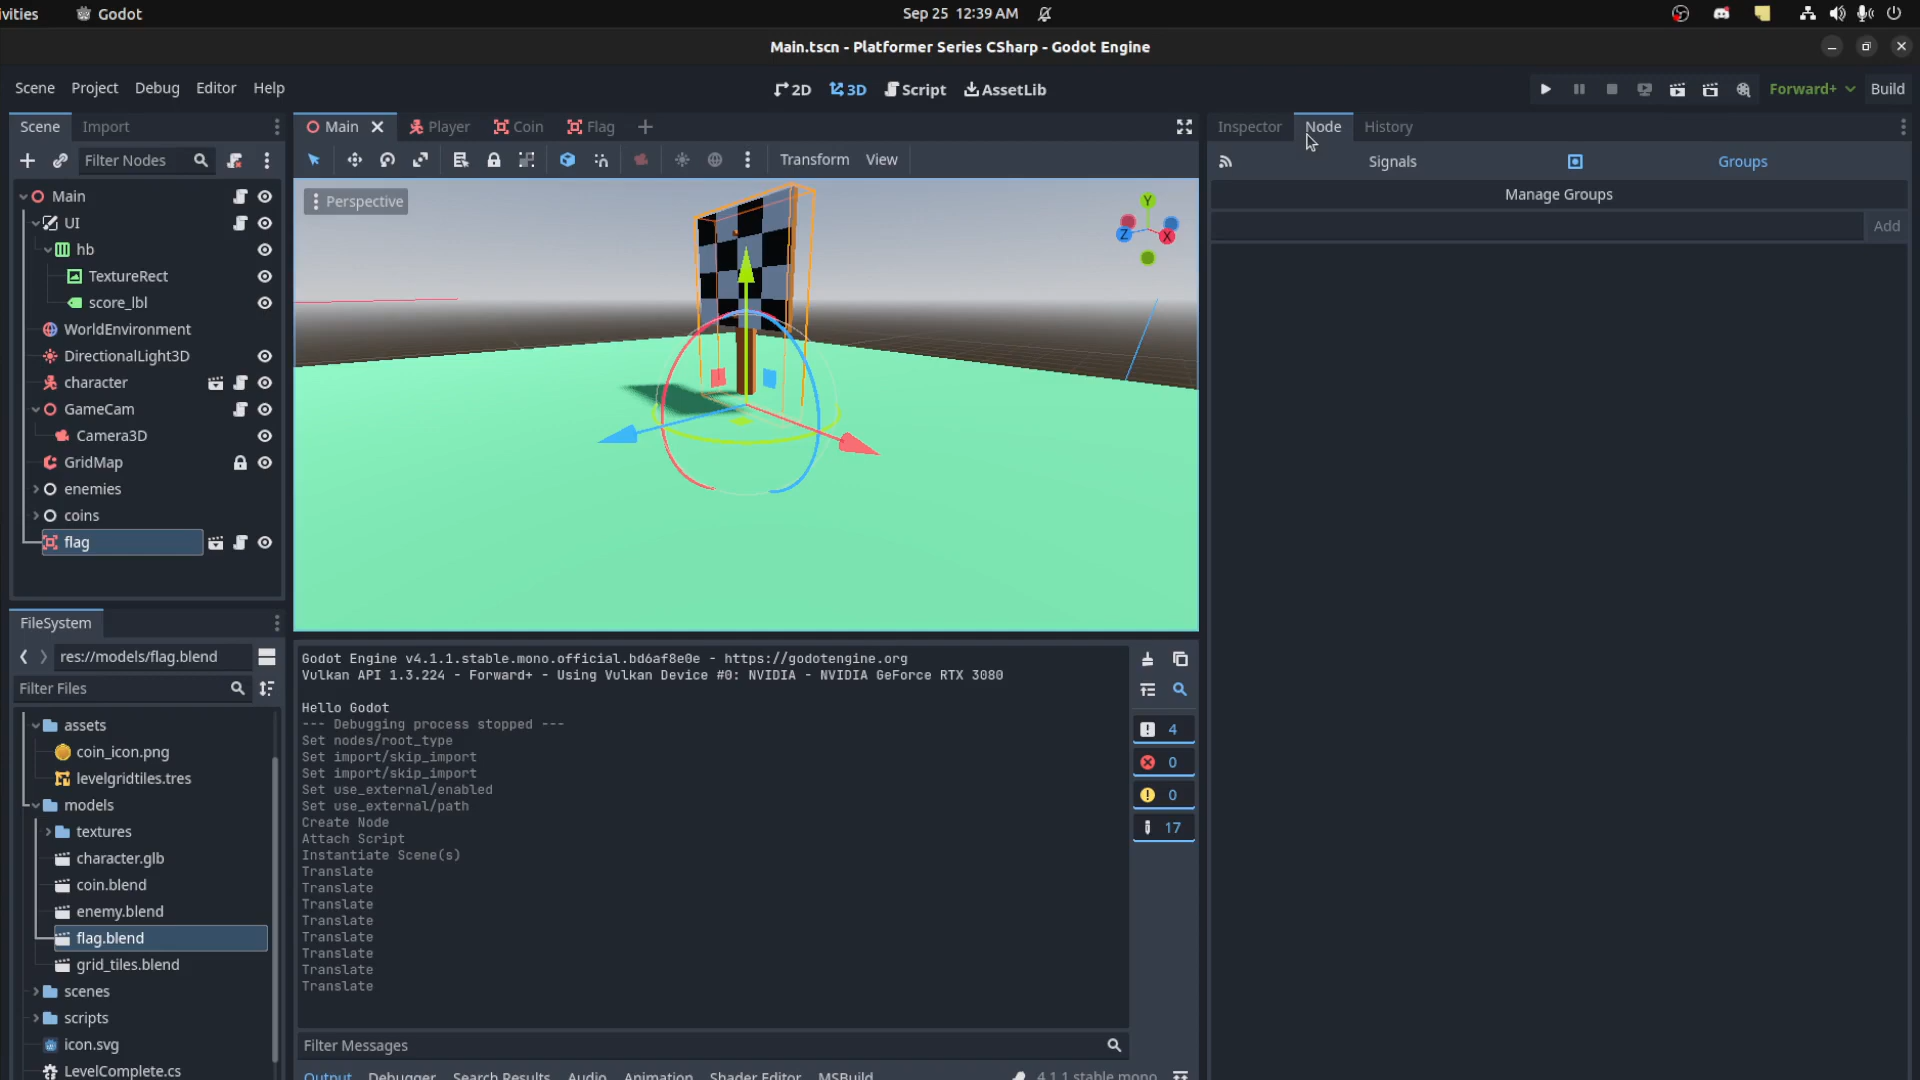 ivities
Godot
Sep 25 12:39 AM
Main.tscn - Platformer Series CSharp - Godot Engine
Scene Project Debug Editor Help
2D 3D Script AssetLib
Forward+ Build
Scene Import
Main Player Coin Flag
Inspector Node History
Filter Nodes
Transform View
Signals Groups
Manage Groups
Add
Perspective
Y
Z
X
Main
UI
hb
TextureRect
score_lbl
WorldEnvironment
DirectionalLight3D
character
GameCam
Camera3D
GridMap
enemies
coins
flag
FileSystem
res://models/flag.blend
Filter Files
assets
coin_icon.png
levelgridtiles.tres
models
textures
character.glb
coin.blend
enemy.blend
flag.blend
grid_tiles.blend
scenes
scripts
icon.svg
LevelComplete.cs
Godot Engine v4.1.1.stable.mono.official.bd6af8e0e - https://godotengine.org
Vulkan API 1.3.224 - Forward+ - Using Vulkan Device #0: NVIDIA - NVIDIA GeForce RTX 3080
Hello Godot
--- Debugging process stopped ---
Set nodes/root_type
Set import/skip_import
Set import/skip_import
Set use_external/enabled
Set use_external/path
Create Node
Attach Script
Instantiate Scene(s)
Translate
Translate
Translate
Translate
Translate
Translate
Translate
Translate
4
0
0
17
Filter Messages
Output Debugger Search Results Audio Animation Shader Editor MSBuild
4.1.1.stable.mono